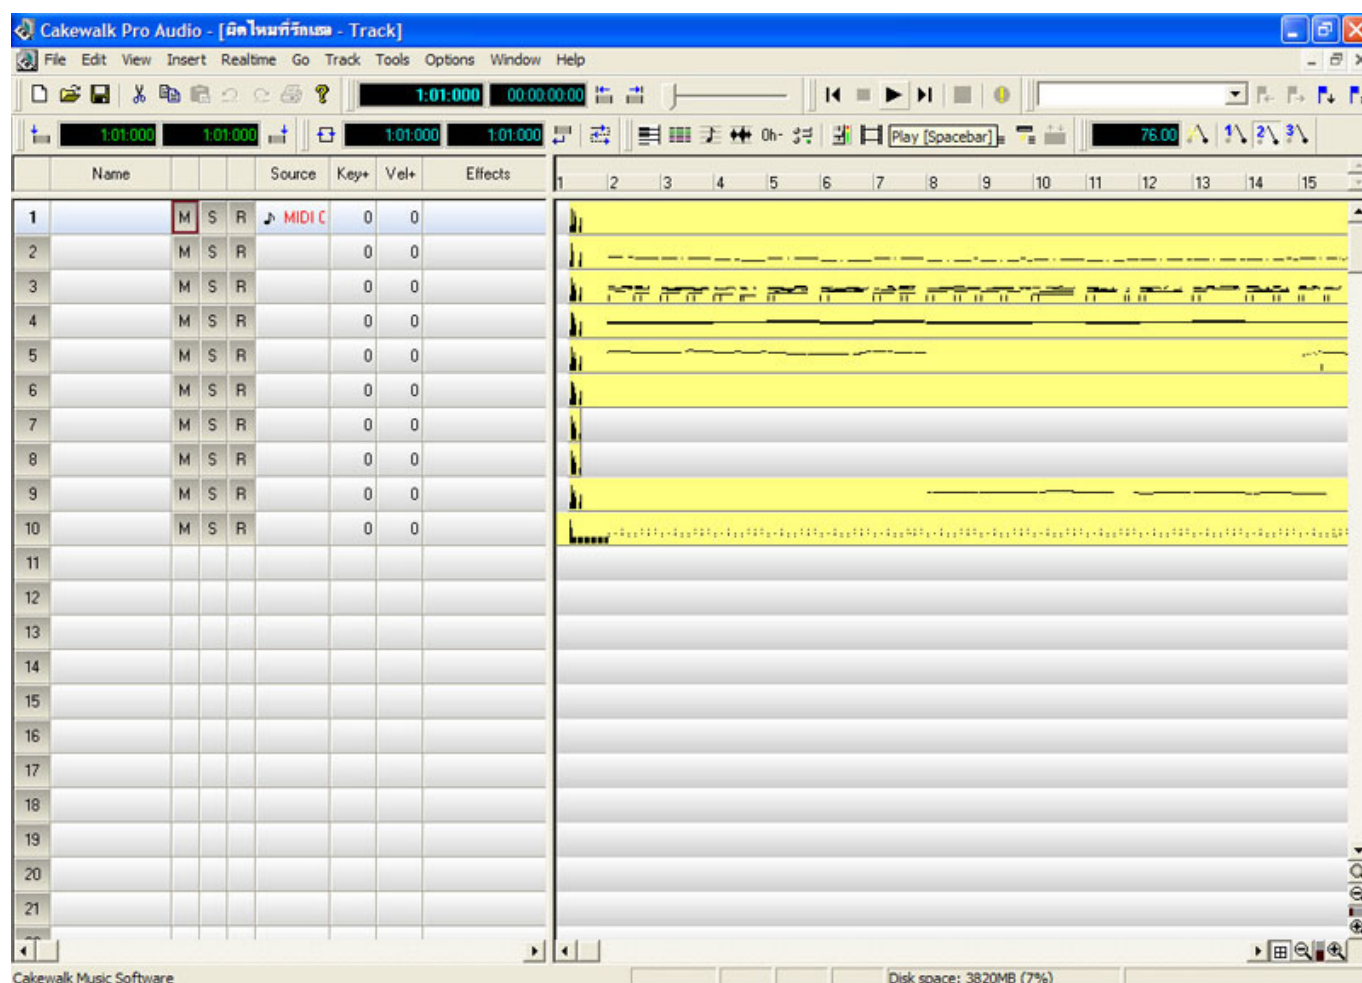 Cakewalk Pro Audio - [ผิดไหมที่รักเธอ - Track]
File Edit View Insert Realtime Go Track Tools Options Window Help
1:01:000 00:00:00:00
1:01:000 1:01:000 1:01:000 1:01:000 Play [Spacebar] 76.00 1 2 3
Name Source Key+ Vel+ Effects 1 2 3 4 5 6 7 8 9 10 11 12 13 14 15
1 M S R MIDI C 0 0
2 M S R 0 0
3 M S R 0 0
4 M S R 0 0
5 M S R 0 0
6 M S R 0 0
7 M S R 0 0
8 M S R 0 0
9 M S R 0 0
10 M S R 0 0
11
12
13
14
15
16
17
18
19
20
21
Cakewalk Music Software Disk space: 3820MB (7%)